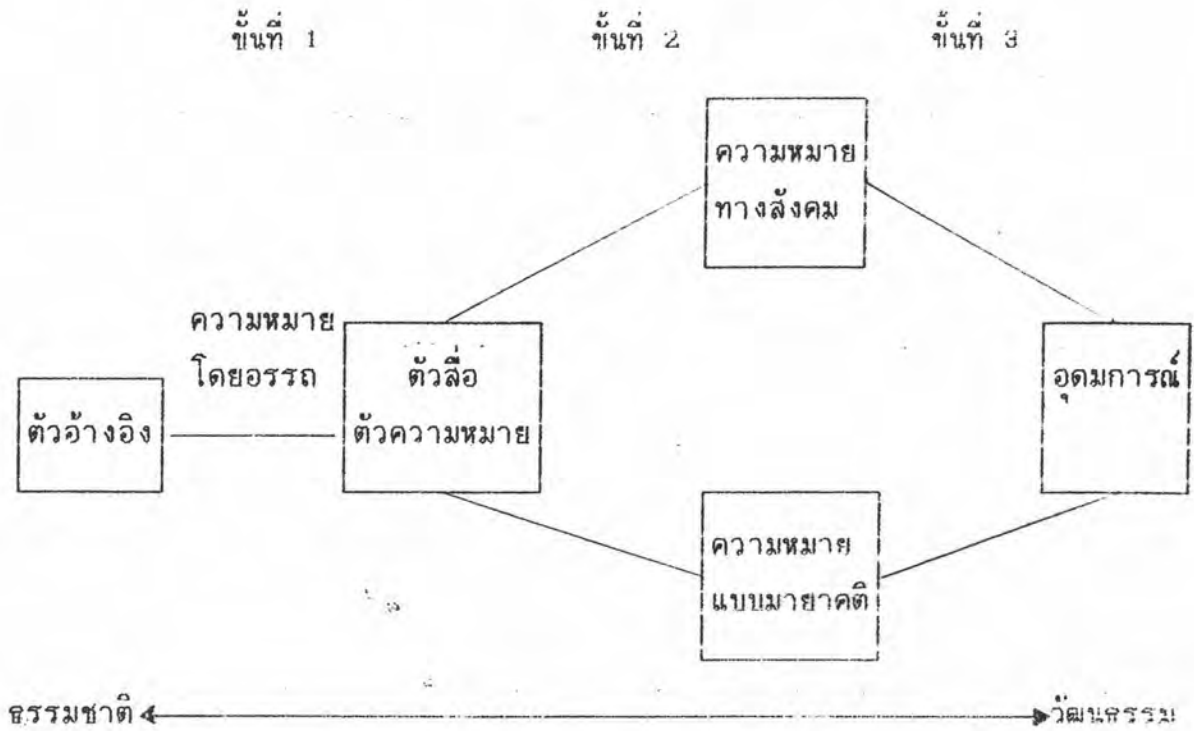 ขั้นที่ 1 ขั้นที่ 2 ขั้นที่ 3
ความหมาย
ทางสังคม
ความหมาย
โดยอรรถ
ตัวสื่อ
ตัวความหมาย
ตัวอ้างอิง
อุดมการณ์
ความหมาย
แบบมายาคติ
ธรรมชาติ วัฒนธรรม